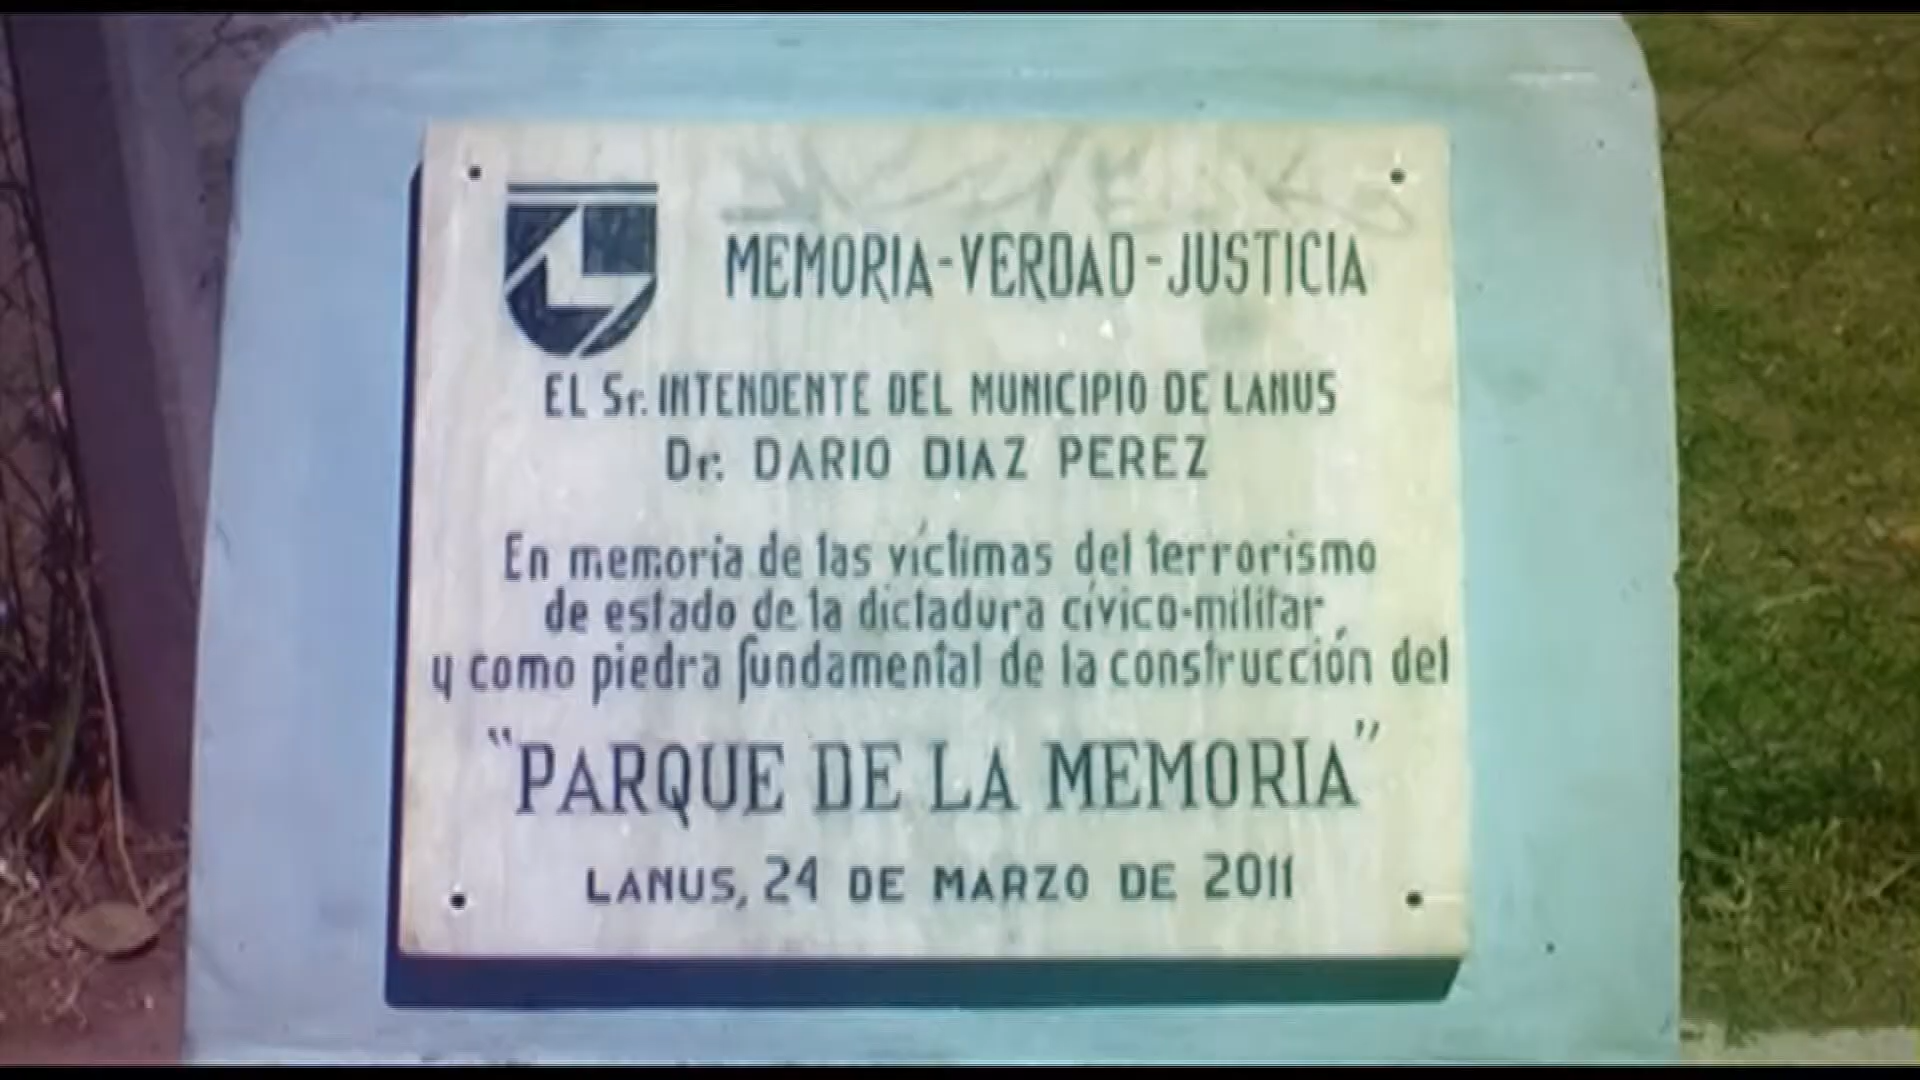 MEMORIA-VERDAD-JUSTICIA
EL Sr. INTENDENTE DEL MUNICIPIO DE LANUS
Dr. DARIO DIAZ PEREZ
En memoria de las víctimas del terrorismo
de estado de la dictadura cívico-militar
y como piedra fundamental de la construcción del
"PARQUE DE LA MEMORIA"
LANUS, 24 DE MARZO DE 2011